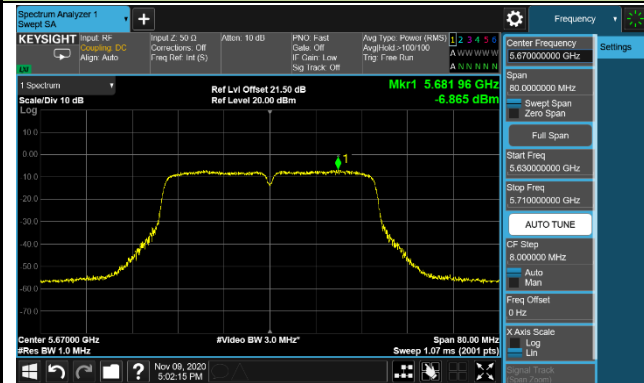 Spectrum Analyzer 1
Swept SA
Frequency
KEYSIGHT
Input: RF
Coupling: DC
Align: Auto
Input Z: 50 Ω
Corrections: Off
Freq Ref: Int (S)
Atten: 10 dB
PNO: Fast
Gate: Off
IF Gain: Low
Sig Track: Off
Avg Type: Power (RMS)
Avg|Hold:>100/100
Trig: Free Run
1 2 3 4 5 6
A W W W W W
A N N N N N
LXI
1 Spectrum
Scale/Div 10 dB
Log
Ref Lvl Offset 21.50 dB
Ref Level 20.00 dBm
Mkr1 5.681 96 GHz
-6.865 dBm
10.0
0.00
-10.0
-20.0
-30.0
-40.0
-50.0
-60.0
-70.0
1
Center 5.67000 GHz
#Res BW 1.0 MHz
#Video BW 3.0 MHz*
Span 80.00 MHz
Sweep 1.07 ms (2001 pts)
Nov 09, 2020
5:02:15 PM
Settings
Center Frequency
5.670000000 GHz
Span
80.0000000 MHz
Swept Span
Zero Span
Full Span
Start Freq
5.630000000 GHz
Stop Freq
5.710000000 GHz
AUTO TUNE
CF Step
8.000000 MHz
Auto
Man
Freq Offset
0 Hz
X Axis Scale
Log
Lin
Signal Track
(Span Zoom)